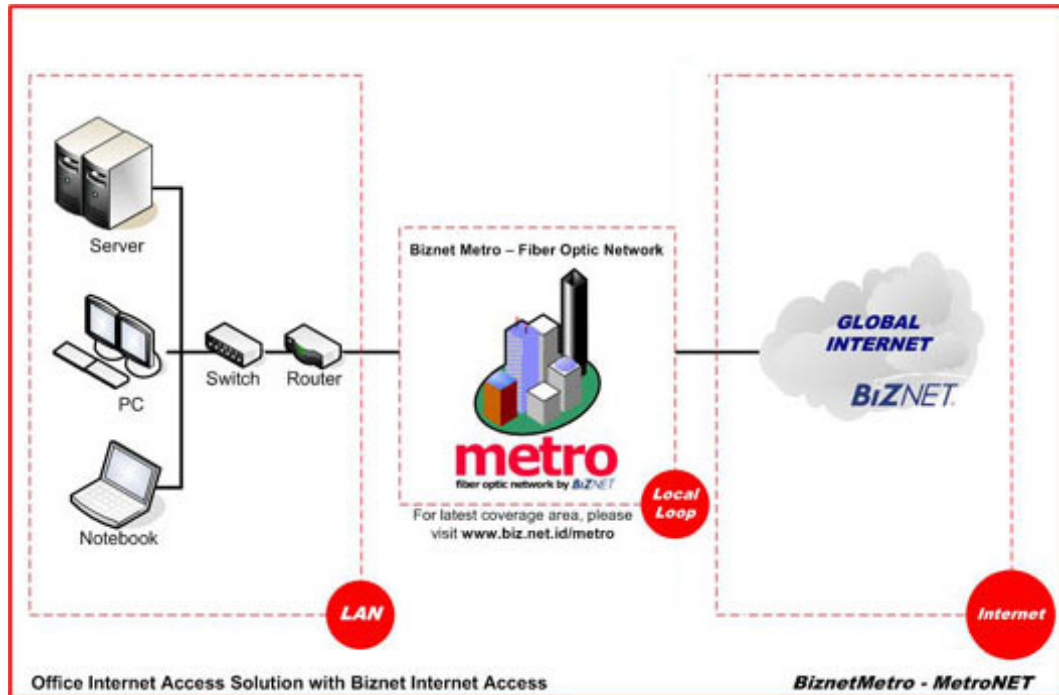 Server
PC
Notebook
Switch
Router
LAN
Biznet Metro – Fiber Optic Network
metro
fiber optic network by BiZNET
Local
Loop
For latest coverage area, please
visit www.biz.net.id/metro
GLOBAL
INTERNET
BiZNET.
Internet
Office Internet Access Solution with Biznet Internet Access
BiznetMetro - MetroNET